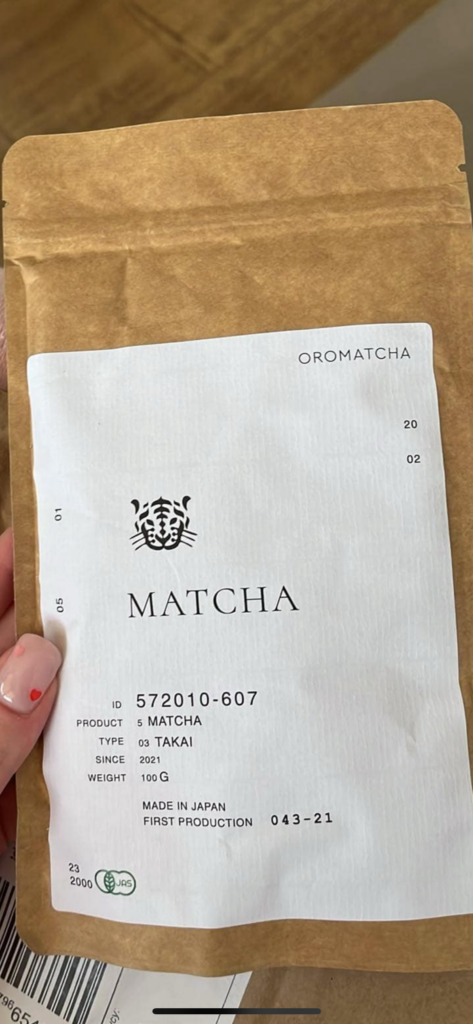 OROMATCHA
20
02
01
05
MATCHA
ID 572010-607
PRODUCT 5 MATCHA
TYPE 03 TAKAI
SINCE 2021
WEIGHT 100G
MADE IN JAPAN
FIRST PRODUCTION 043-21
23
2000 JAS